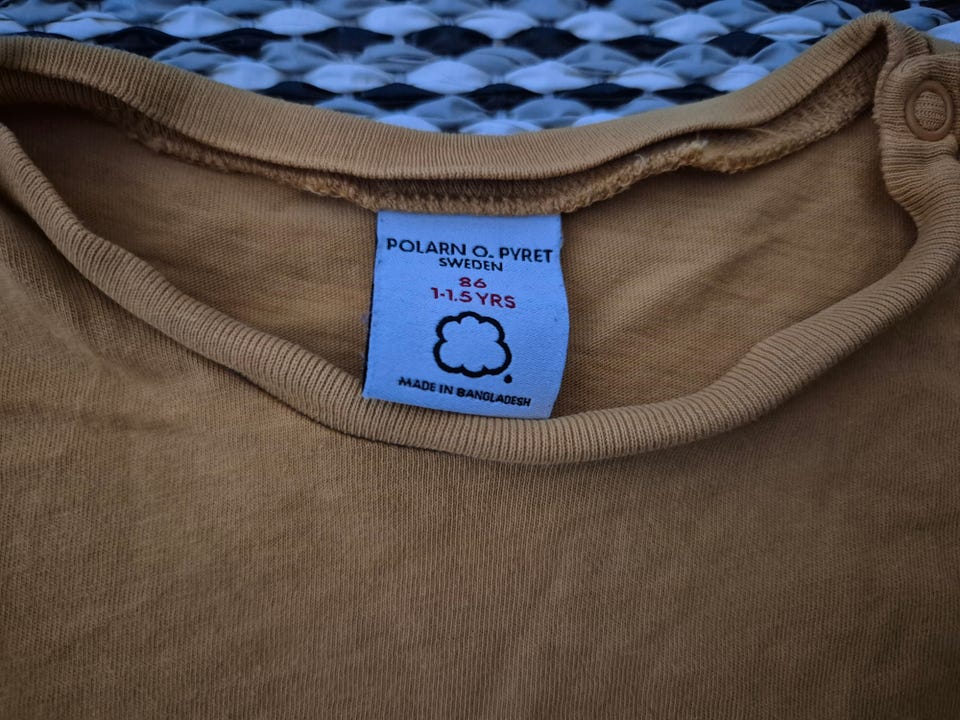 POLARN O. PYRET
SWEDEN
86
1-1.5 YRS
MADE IN BANGLADESH